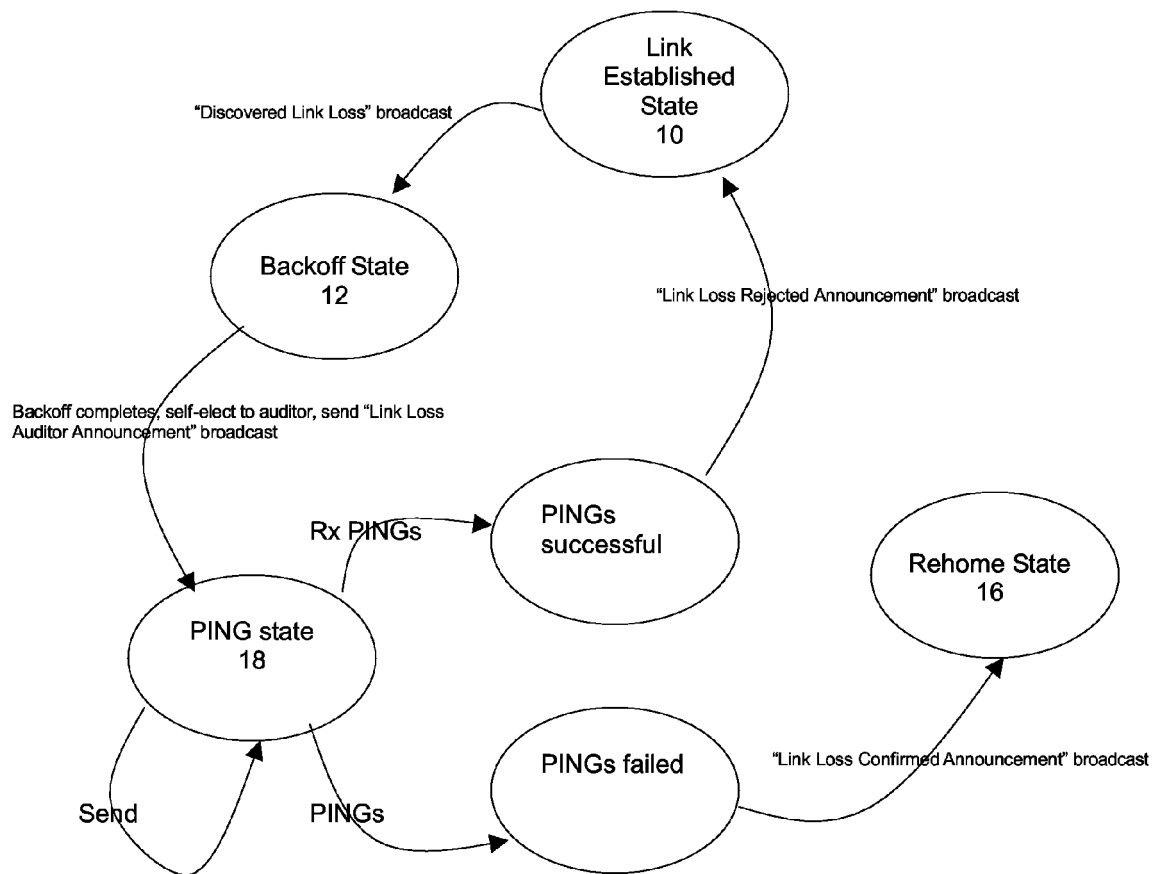 Link
Established
State
10
“Discovered Link Loss” broadcast
Backoff State
12
“Link Loss Rejected Announcement” broadcast
Backoff completes, self-elect to auditor, send “Link Loss
Auditor Announcement” broadcast
Rx PINGs
PINGs
successful
Rehome State
16
PING state
18
PINGs failed
“Link Loss Confirmed Announcement” broadcast
Send
PINGs